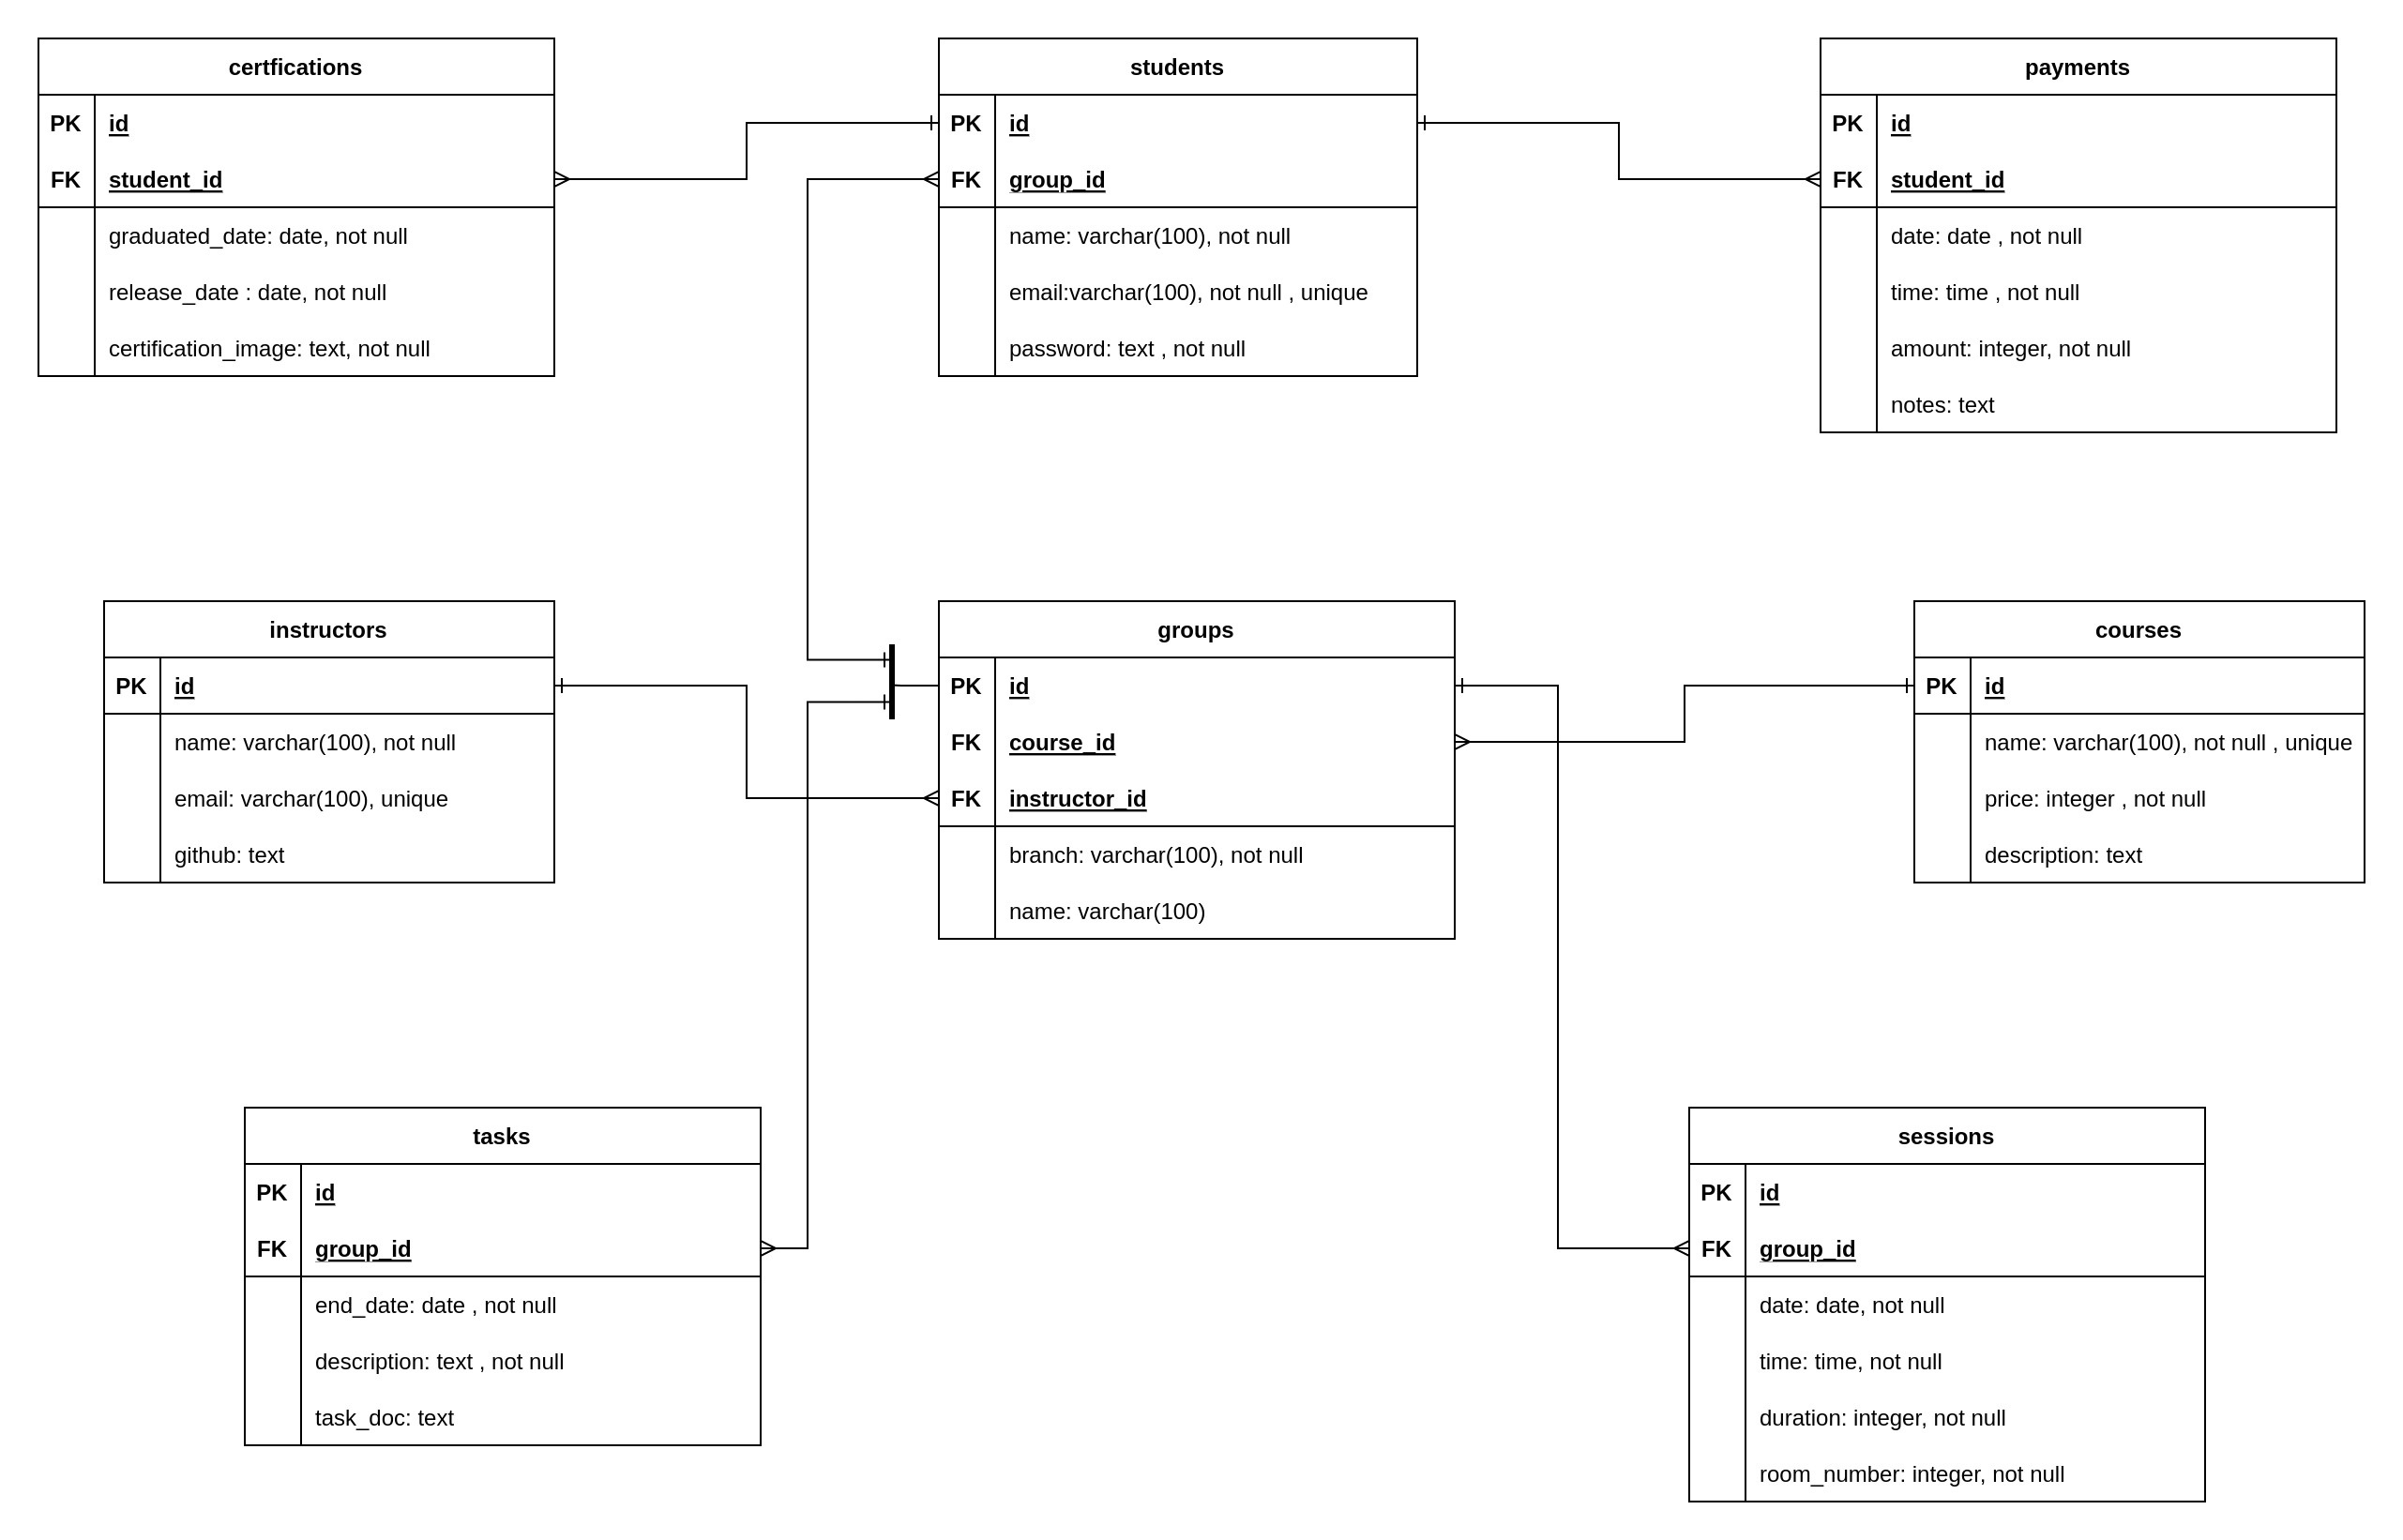 certfications
PK id
FK student_id
graduated_date: date, not null
release_date : date, not null
certification_image: text, not null
students
PK id
FK group_id
name: varchar(100), not null
email:varchar(100), not null , unique
password: text , not null
payments
PK id
FK student_id
date: date , not null
time: time , not null
amount: integer, not null
notes: text
instructors
PK id
name: varchar(100), not null
email: varchar(100), unique
github: text
groups
PK id
FK course_id
FK instructor_id
branch: varchar(100), not null
name: varchar(100)
courses
PK id
name: varchar(100), not null , unique
price: integer , not null
description: text
tasks
PK id
FK group_id
end_date: date , not null
description: text , not null
task_doc: text
sessions
PK id
FK group_id
date: date, not null
time: time, not null
duration: integer, not null
room_number: integer, not null